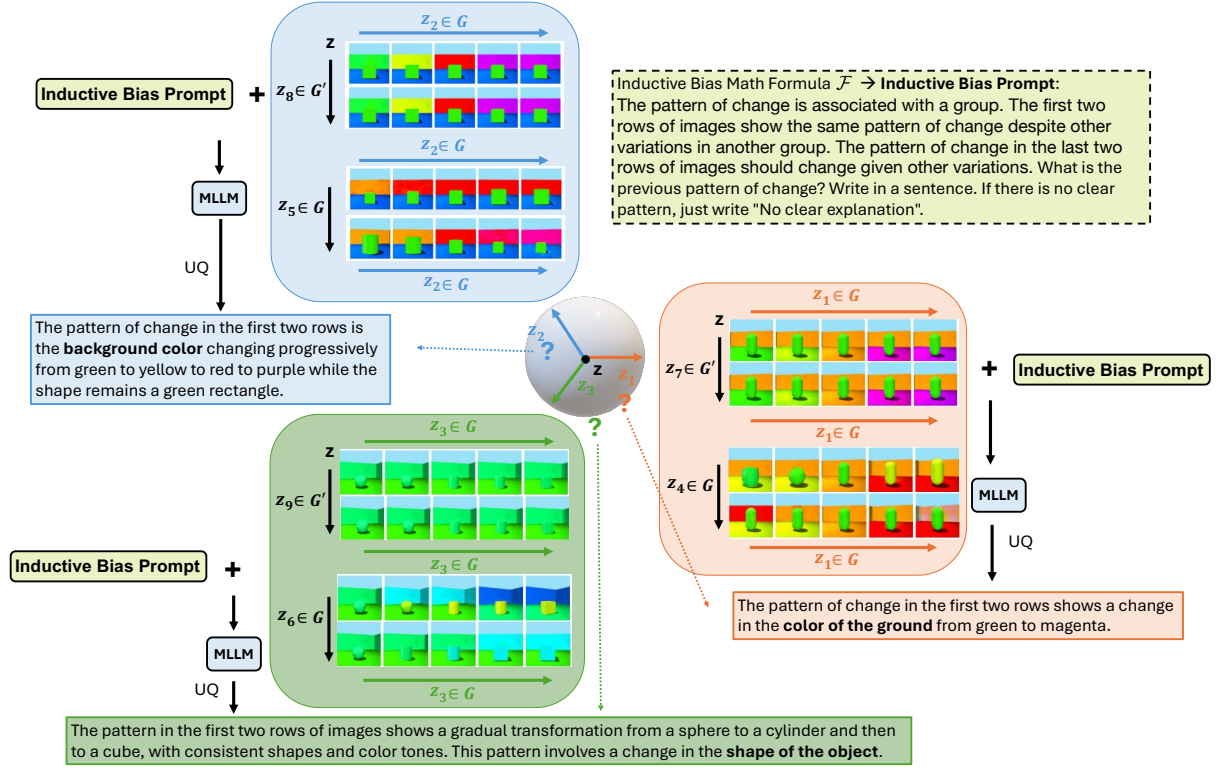 z₂ ∈ G
z
z₈ ∈ G′
Inductive Bias Prompt
+
z₂ ∈ G
z₅ ∈ G
z₂ ∈ G
MLLM
UQ
The pattern of change in the first two rows is
the background color changing progressively
from green to yellow to red to purple while the
shape remains a green rectangle.
Inductive Bias Math Formula ℱ → Inductive Bias Prompt:
The pattern of change is associated with a group. The first two
rows of images show the same pattern of change despite other
variations in another group. The pattern of change in the last two
rows of images should change given other variations. What is the
previous pattern of change? Write in a sentence. If there is no clear
pattern, just write "No clear explanation".
z₂
?
z
z₁
z₃
?
?
z₁ ∈ G
z
z₇ ∈ G′
+
Inductive Bias Prompt
z₁ ∈ G
z₄ ∈ G
z₁ ∈ G
MLLM
UQ
The pattern of change in the first two rows shows a change
in the color of the ground from green to magenta.
z₃ ∈ G
z
z₉ ∈ G′
z₃ ∈ G
Inductive Bias Prompt
+
z₆ ∈ G
z₃ ∈ G
MLLM
UQ
The pattern in the first two rows of images shows a gradual transformation from a sphere to a cylinder and then
to a cube, with consistent shapes and color tones. This pattern involves a change in the shape of the object.